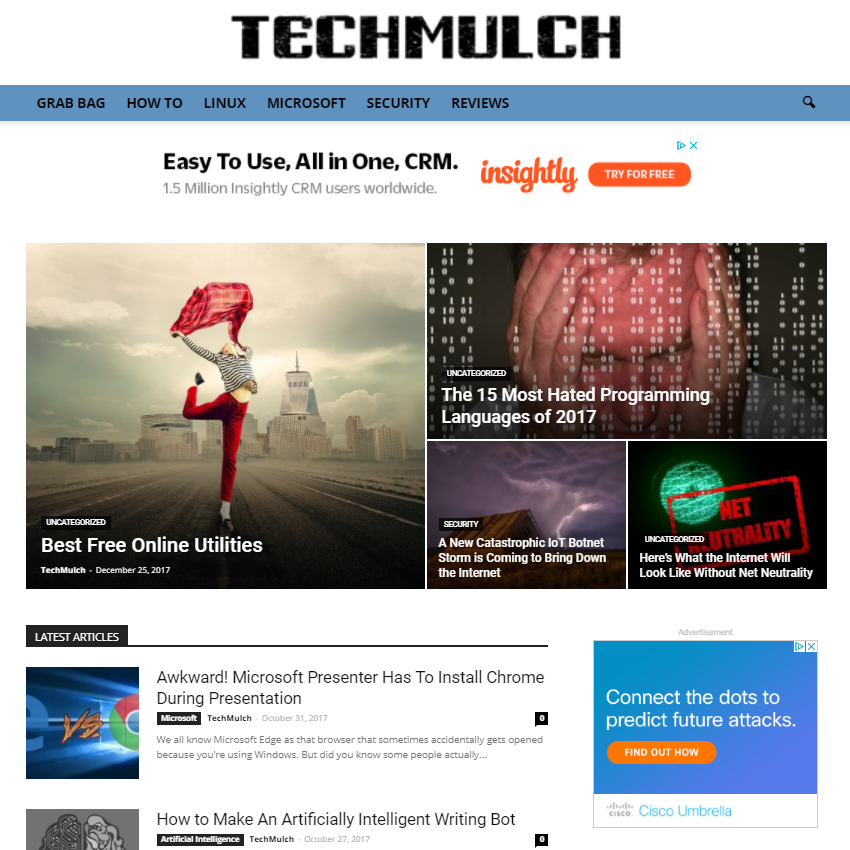 TECHMULCH
GRAB BAG HOW TO LINUX MICROSOFT SECURITY REVIEWS
Easy To Use, All in One, CRM.
1.5 Million Insightly CRM users worldwide.
insightly
TRY FOR FREE
UNCATEGORIZED
Best Free Online Utilities
TechMulch - December 25, 2017
UNCATEGORIZED
The 15 Most Hated Programming
Languages of 2017
SECURITY
A New Catastrophic IoT Botnet
Storm is Coming to Bring Down
the Internet
NET
NEUTRALITY
UNCATEGORIZED
Here's What the Internet Will
Look Like Without Net Neutrality
LATEST ARTICLES
VS
Awkward! Microsoft Presenter Has To Install Chrome
During Presentation
Microsoft TechMulch - October 31, 2017 0
We all know Microsoft Edge as that browser that sometimes accidentally gets opened
because you're using Windows. But did you know some people actually...
How to Make An Artificially Intelligent Writing Bot
Artificial Intelligence TechMulch - October 27, 2017 0
Advertisement
Connect the dots to
predict future attacks.
FIND OUT HOW
CISCO Cisco Umbrella